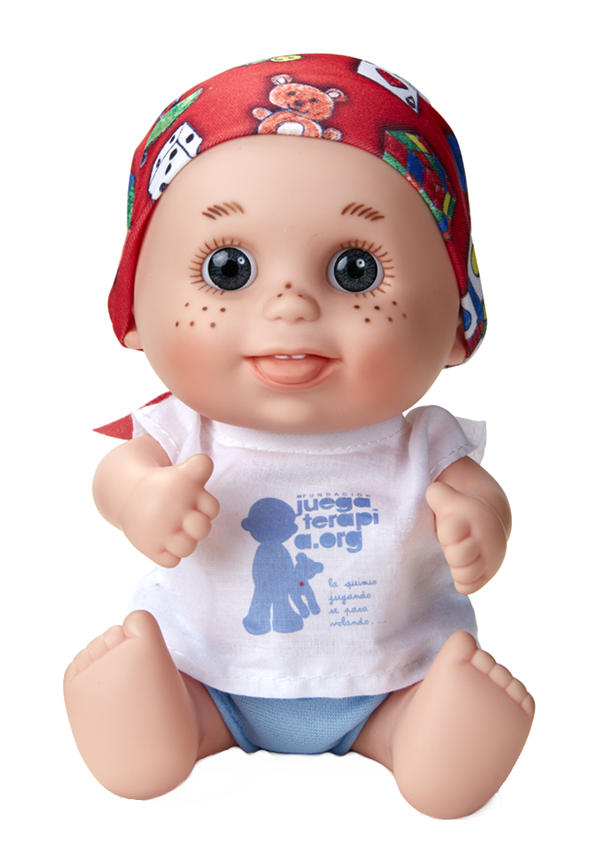 FUNDACIÓN
juega
terapi
a.org
la quimio
jugando
se pasa
volando...